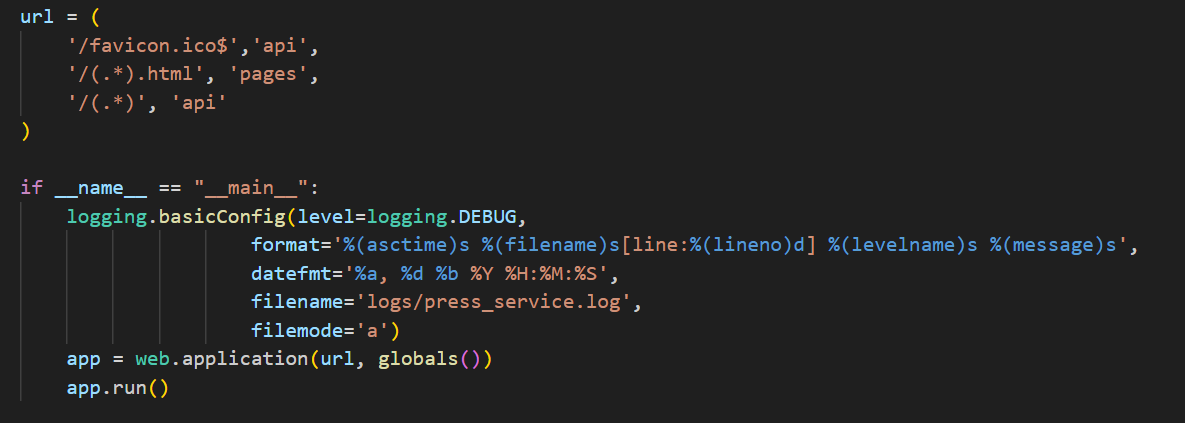 url = (
    '/favicon.ico$','api',
    '/(.*).html', 'pages',
    '/(.*)', 'api'
)
if __name__ == "__main__":
    logging.basicConfig(level=logging.DEBUG,
                    format='%(asctime)s %(filename)s[line:%(lineno)d] %(levelname)s %(message)s',
                    datefmt='%a, %d %b %Y %H:%M:%S',
                    filename='logs/press_service.log',
                    filemode='a')
    app = web.application(url, globals())
    app.run()